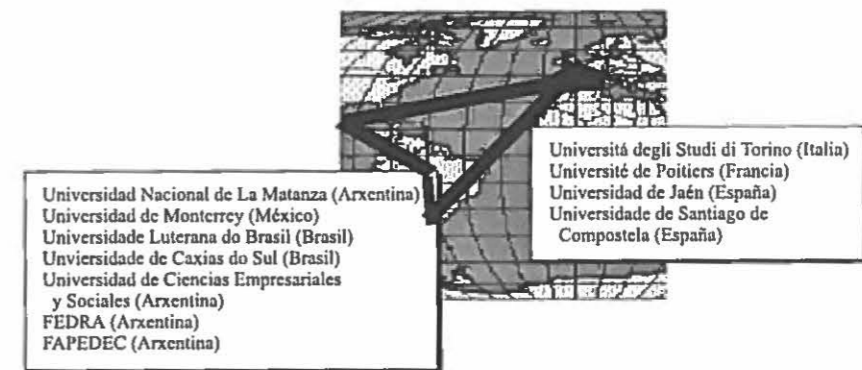 Universidad Nacional de La Matanza (Arxentina)
Universidad de Monterrey (México)
Universidade Luterana do Brasil (Brasil)
Unviersidade de Caxias do Sul (Brasil)
Universidad de Ciencias Empresariales
y Sociales (Arxentina)
FEDRA (Arxentina)
FAPEDEC (Arxentina)
Universitá degli Studi di Torino (Italia)
Université de Poitiers (Francia)
Universidad de Jaén (España)
Universidade de Santiago de
Compostela (España)